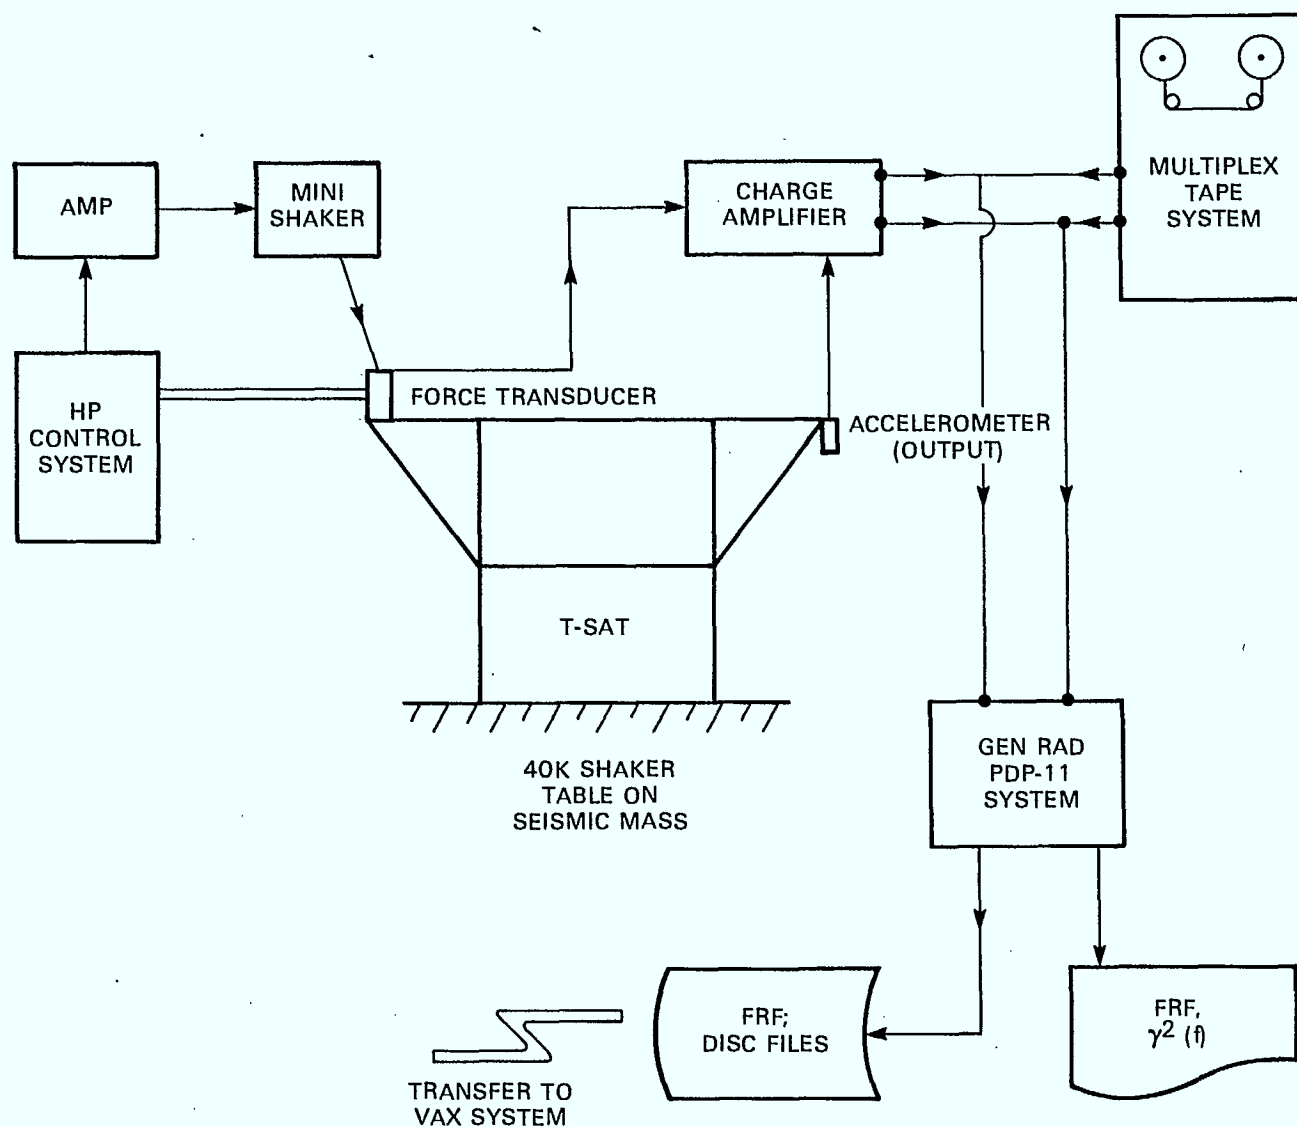 MULTIPLEX
TAPE
SYSTEM
AMP
MINI
SHAKER
CHARGE
AMPLIFIER
HP
CONTROL
SYSTEM
FORCE TRANSDUCER
ACCELEROMETER
(OUTPUT)
T-SAT
40K SHAKER
TABLE ON
SEISMIC MASS
GEN RAD
PDP-11
SYSTEM
FRF;
DISC FILES
FRF,
γ² (f)
TRANSFER TO
VAX SYSTEM